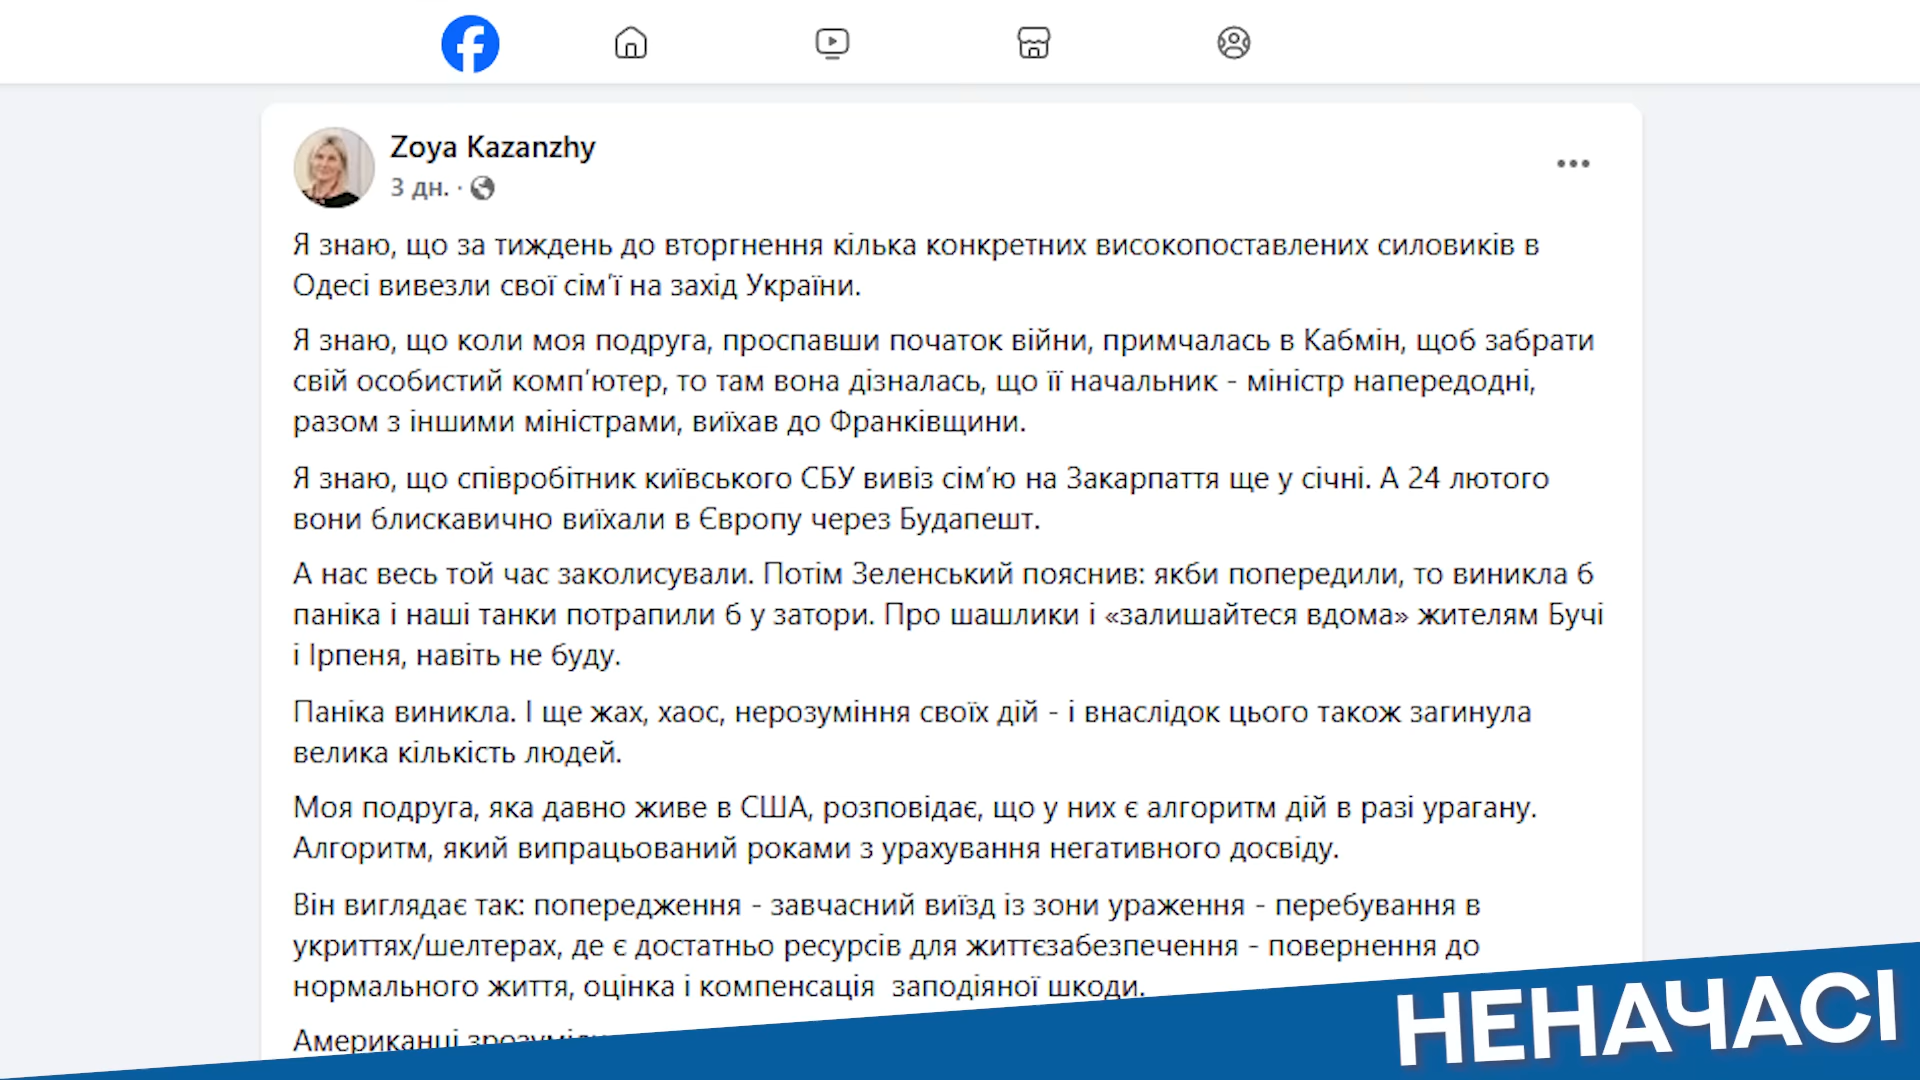 Zoya Kazanzhy
3 дн. ·
Я знаю, що за тиждень до вторгнення кілька конкретних високопоставлених силовиків в
Одесі вивезли свої сім'ї на захід України.
Я знаю, що коли моя подруга, проспавши початок війни, примчалась в Кабмін, щоб забрати
свій особистий комп'ютер, то там вона дізналась, що її начальник - міністр напередодні,
разом з іншими міністрами, виїхав до Франківщини.
Я знаю, що співробітник київського СБУ вивіз сім'ю на Закарпаття ще у січні. А 24 лютого
вони блискавично виїхали в Європу через Будапешт.
А нас весь той час заколисували. Потім Зеленський пояснив: якби попередили, то виникла б
паніка і наші танки потрапили б у затори. Про шашлики і «залишайтеся вдома» жителям Бучі
і Ірпеня, навіть не буду.
Паніка виникла. І ще жах, хаос, нерозуміння своїх дій - і внаслідок цього також загинула
велика кількість людей.
Моя подруга, яка давно живе в США, розповідає, що у них є алгоритм дій в разі урагану.
Алгоритм, який випрацьований роками з урахування негативного досвіду.
Він виглядає так: попередження - завчасний виїзд із зони ураження - перебування в
укриттях/шелтерах, де є достатньо ресурсів для життєзабезпечення - повернення до
нормального життя, оцінка і компенсація  заподіяної шкоди.
Американці
НЕНАЧАСІ